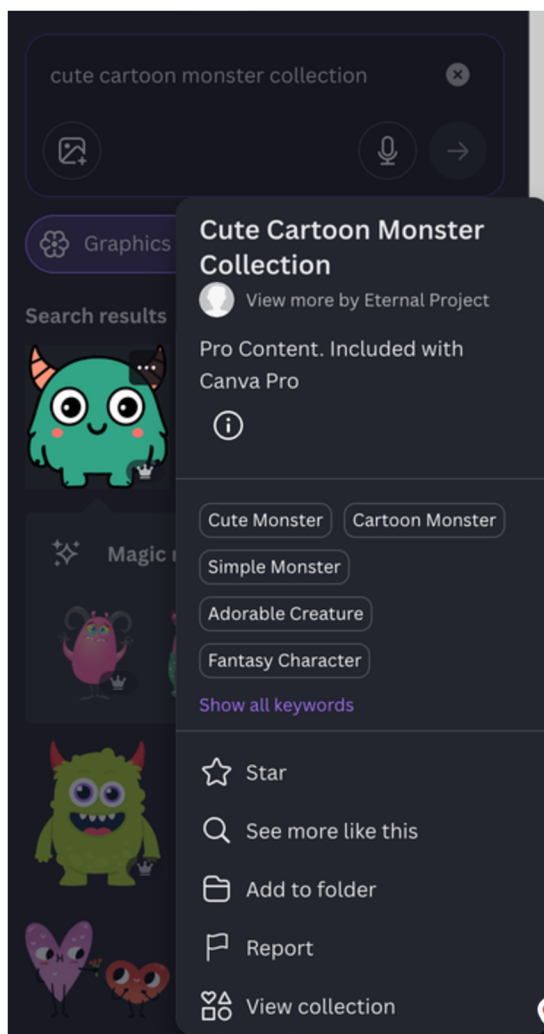 cute cartoon monster collection
Graphics
Search results
Magic
Cute Cartoon Monster
Collection
View more by Eternal Project
Pro Content. Included with
Canva Pro
Cute Monster
Cartoon Monster
Simple Monster
Adorable Creature
Fantasy Character
Show all keywords
Star
See more like this
Add to folder
Report
View collection